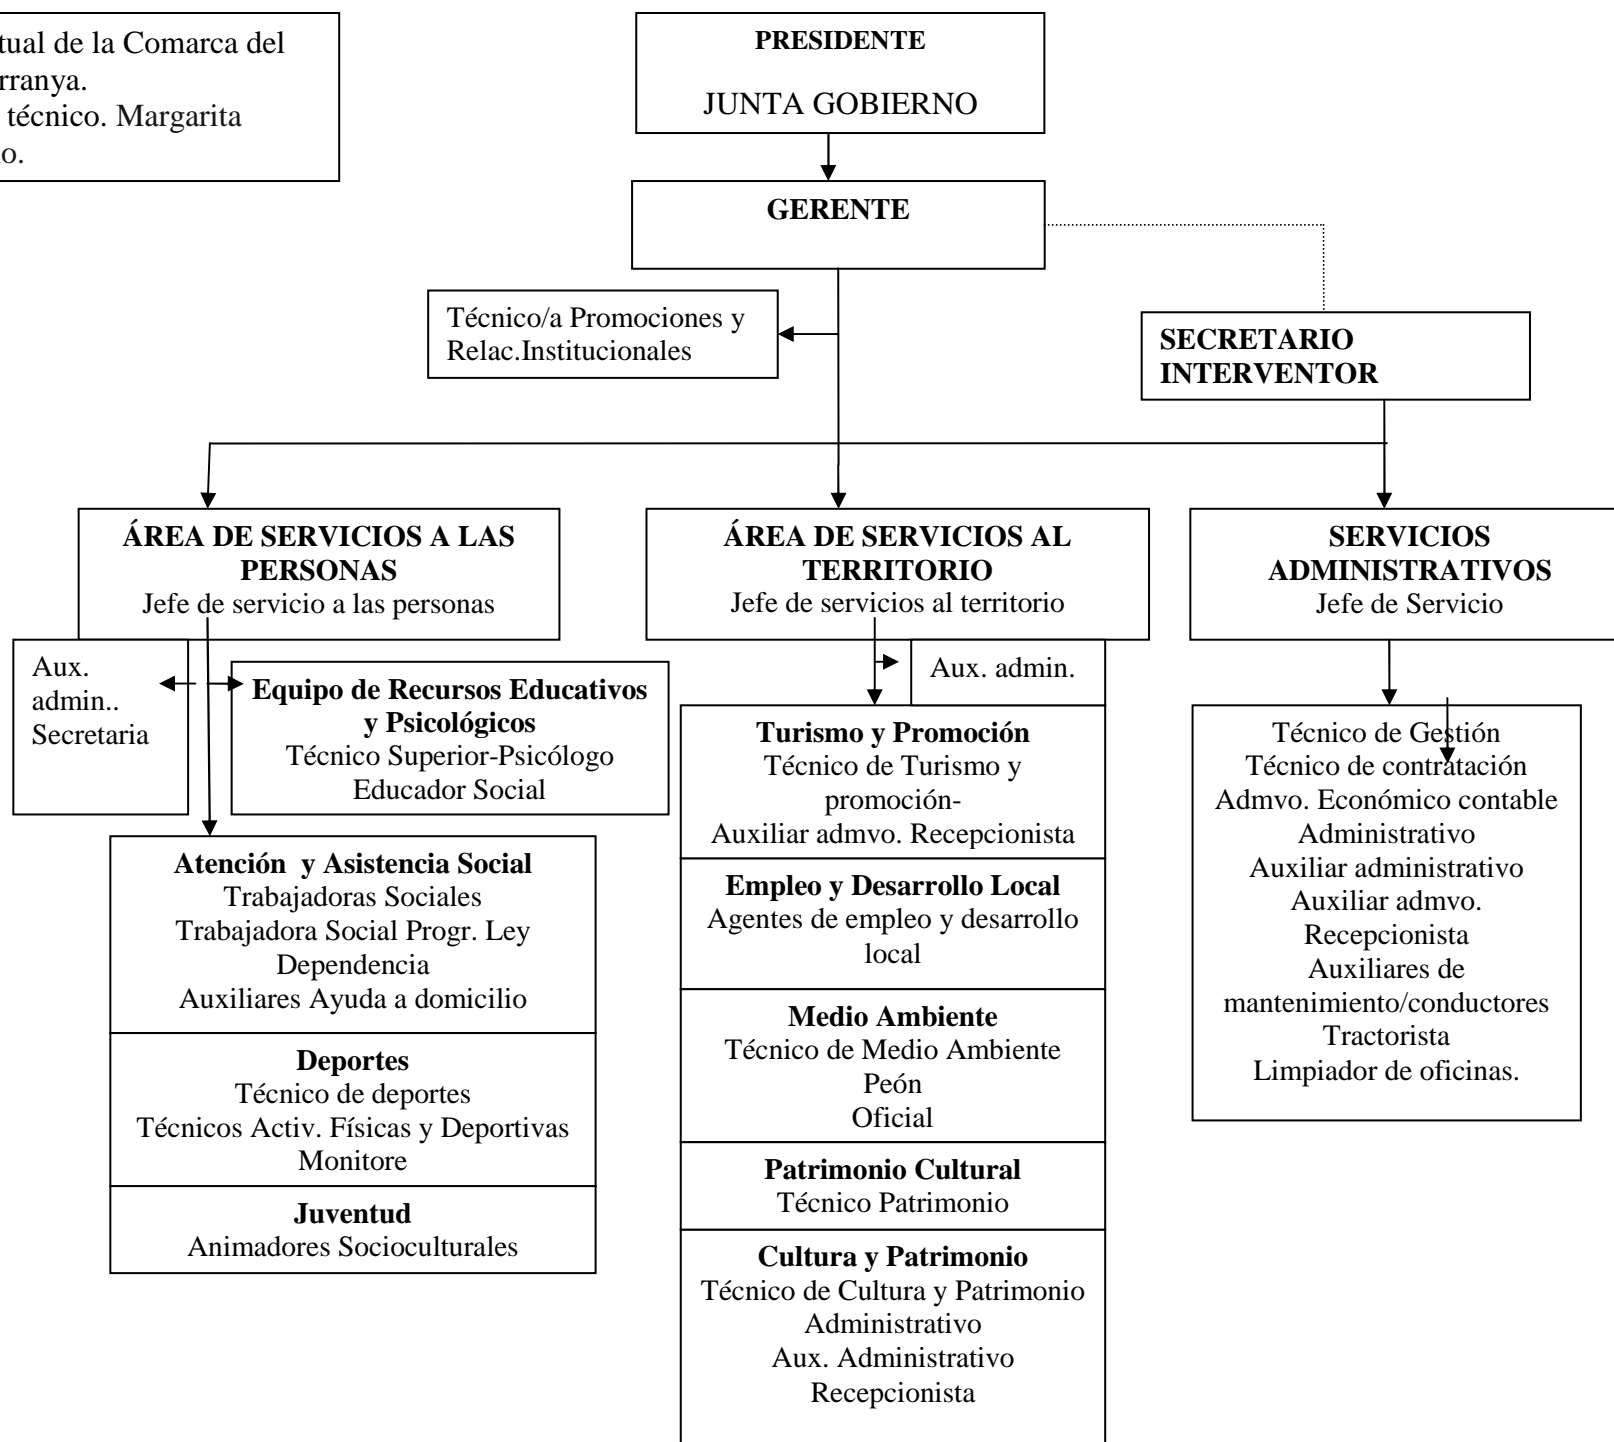 tual de la Comarca del
rranya.
técnico. Margarita
o.
PRESIDENTE
JUNTA GOBIERNO
GERENTE
Técnico/a Promociones y
Relac.Institucionales
SECRETARIO
INTERVENTOR
ÁREA DE SERVICIOS A LAS
PERSONAS
Jefe de servicio a las personas
ÁREA DE SERVICIOS AL
TERRITORIO
Jefe de servicios al territorio
SERVICIOS
ADMINISTRATIVOS
Jefe de Servicio
Aux.
admin..
Secretaria
Equipo de Recursos Educativos
y Psicológicos
Técnico Superior-Psicólogo
Educador Social
Atención  y Asistencia Social
Trabajadoras Sociales
Trabajadora Social Progr. Ley
Dependencia
Auxiliares Ayuda a domicilio
Deportes
Técnico de deportes
Técnicos Activ. Físicas y Deportivas
Monitore
Juventud
Animadores Socioculturales
Aux. admin.
Turismo y Promoción
Técnico de Turismo y
promoción-
Auxiliar admvo. Recepcionista
Empleo y Desarrollo Local
Agentes de empleo y desarrollo
local
Medio Ambiente
Técnico de Medio Ambiente
Peón
Oficial
Patrimonio Cultural
Técnico Patrimonio
Cultura y Patrimonio
Técnico de Cultura y Patrimonio
Administrativo
Aux. Administrativo
Recepcionista
Técnico de Gestión
Técnico de contratación
Admvo. Económico contable
Administrativo
Auxiliar administrativo
Auxiliar admvo.
Recepcionista
Auxiliares de
mantenimiento/conductores
Tractorista
Limpiador de oficinas.